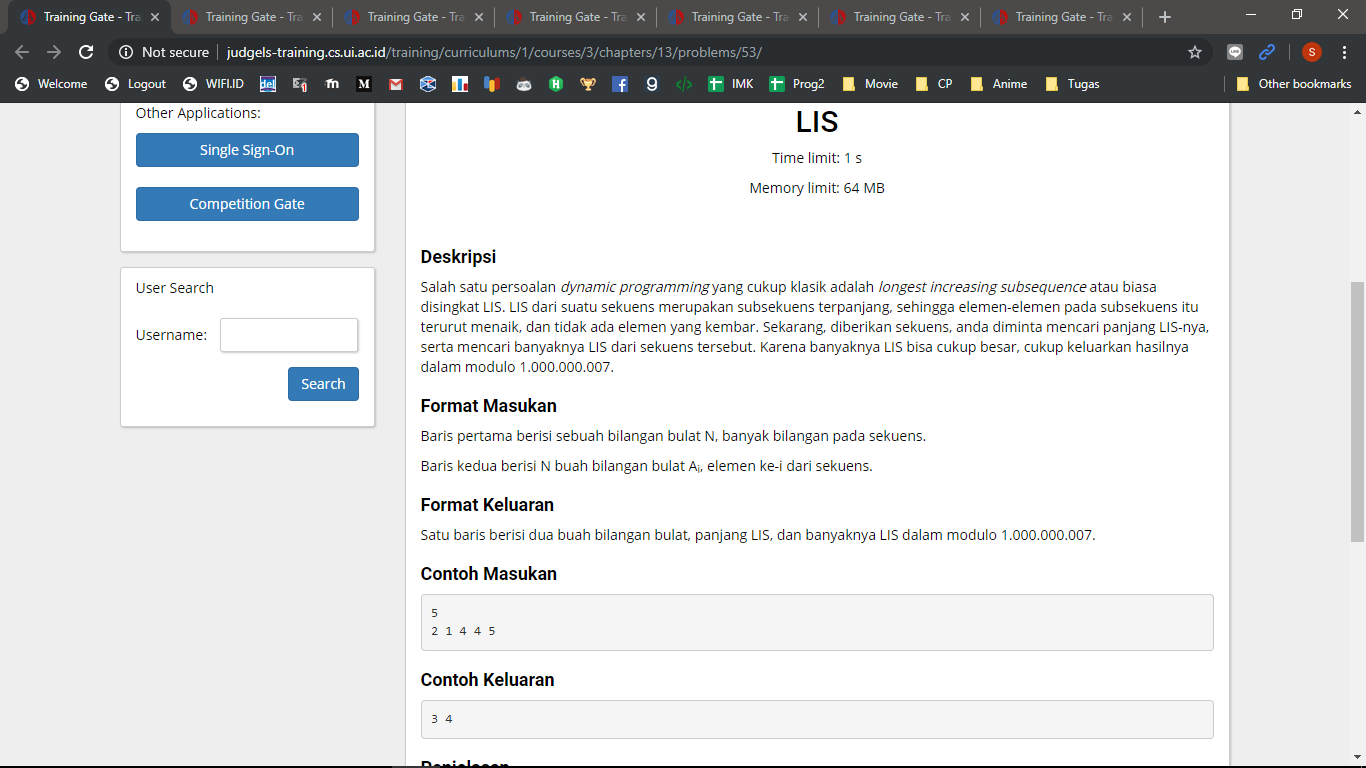 Training Gate - Tra
Training Gate - Tra
Training Gate - Tra
Training Gate - Tra
Training Gate - Tra
Training Gate - Tra
Training Gate - Tra
Not secure
judgels-training.cs.ui.ac.id/training/curriculums/1/courses/3/chapters/13/problems/53/
S
Welcome
Logout
WIFI.ID
del
m
M
g
IMK
Prog2
Movie
CP
Anime
Tugas
Other bookmarks
Other Applications:
Single Sign-On
Competition Gate
User Search
Username:
Search
LIS
Time limit: 1 s
Memory limit: 64 MB
Deskripsi
Salah satu persoalan dynamic programming yang cukup klasik adalah longest increasing subsequence atau biasa
disingkat LIS. LIS dari suatu sekuens merupakan subsekuens terpanjang, sehingga elemen-elemen pada subsekuens itu
terurut menaik, dan tidak ada elemen yang kembar. Sekarang, diberikan sekuens, anda diminta mencari panjang LIS-nya,
serta mencari banyaknya LIS dari sekuens tersebut. Karena banyaknya LIS bisa cukup besar, cukup keluarkan hasilnya
dalam modulo 1.000.000.007.
Format Masukan
Baris pertama berisi sebuah bilangan bulat N, banyak bilangan pada sekuens.
Baris kedua berisi N buah bilangan bulat Ai, elemen ke-i dari sekuens.
Format Keluaran
Satu baris berisi dua buah bilangan bulat, panjang LIS, dan banyaknya LIS dalam modulo 1.000.000.007.
Contoh Masukan
5
2 1 4 4 5
Contoh Keluaran
3 4